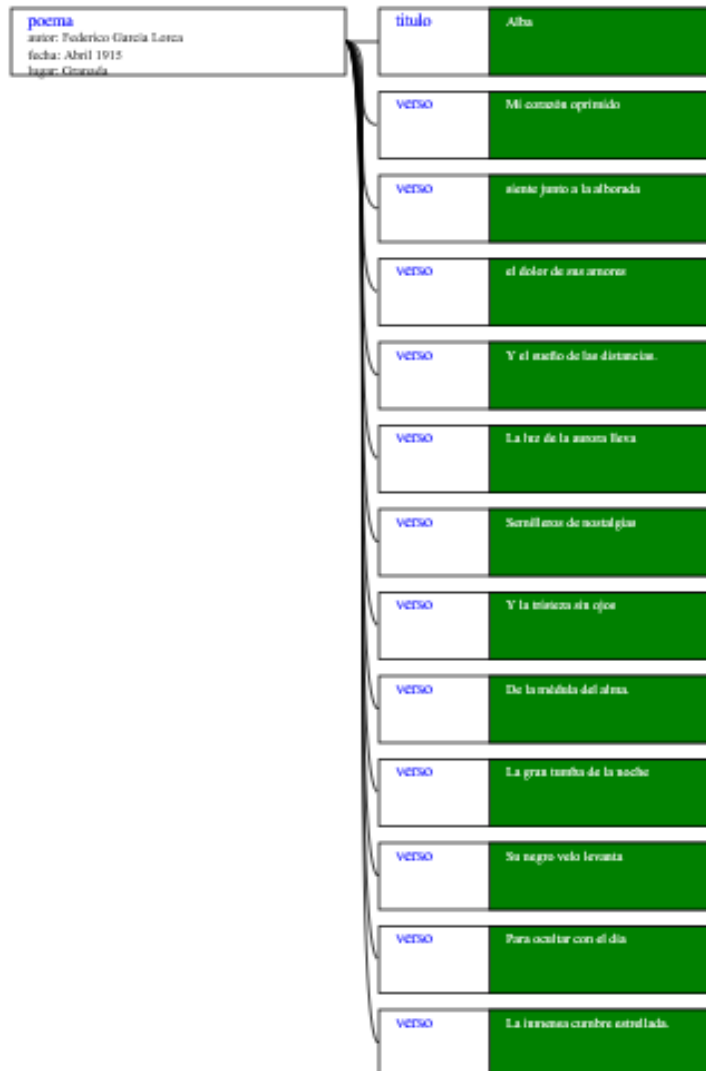 poema
autor: Federico García Lorca
fecha: Abril 1915
lugar: Granada
titulo Alba
verso Mi corazón oprimido
verso siente junto a la alborada
verso el dolor de sus amores
verso Y el sueño de las distancias.
verso La luz de la aurora lleva
verso Semilleros de nostalgias
verso Y la tristeza sin ojos
verso De la médula del alma.
verso La gran tumba de la noche
verso Su negro velo levanta
verso Para ocultar con el dia
verso La inmensa cumbre estrellada.